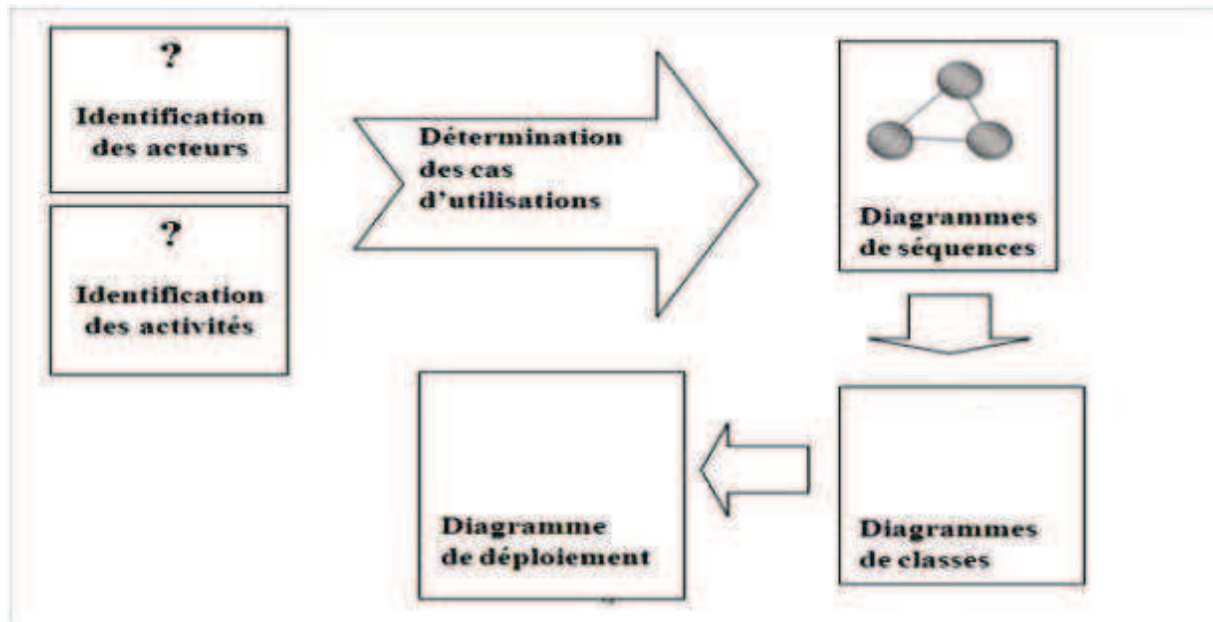 ?
Identification
des acteurs
?
Identification
des activités
Détermination
des cas
d'utilisations
Diagrammes
de séquences
Diagrammes
de classes
Diagramme
de déploiement